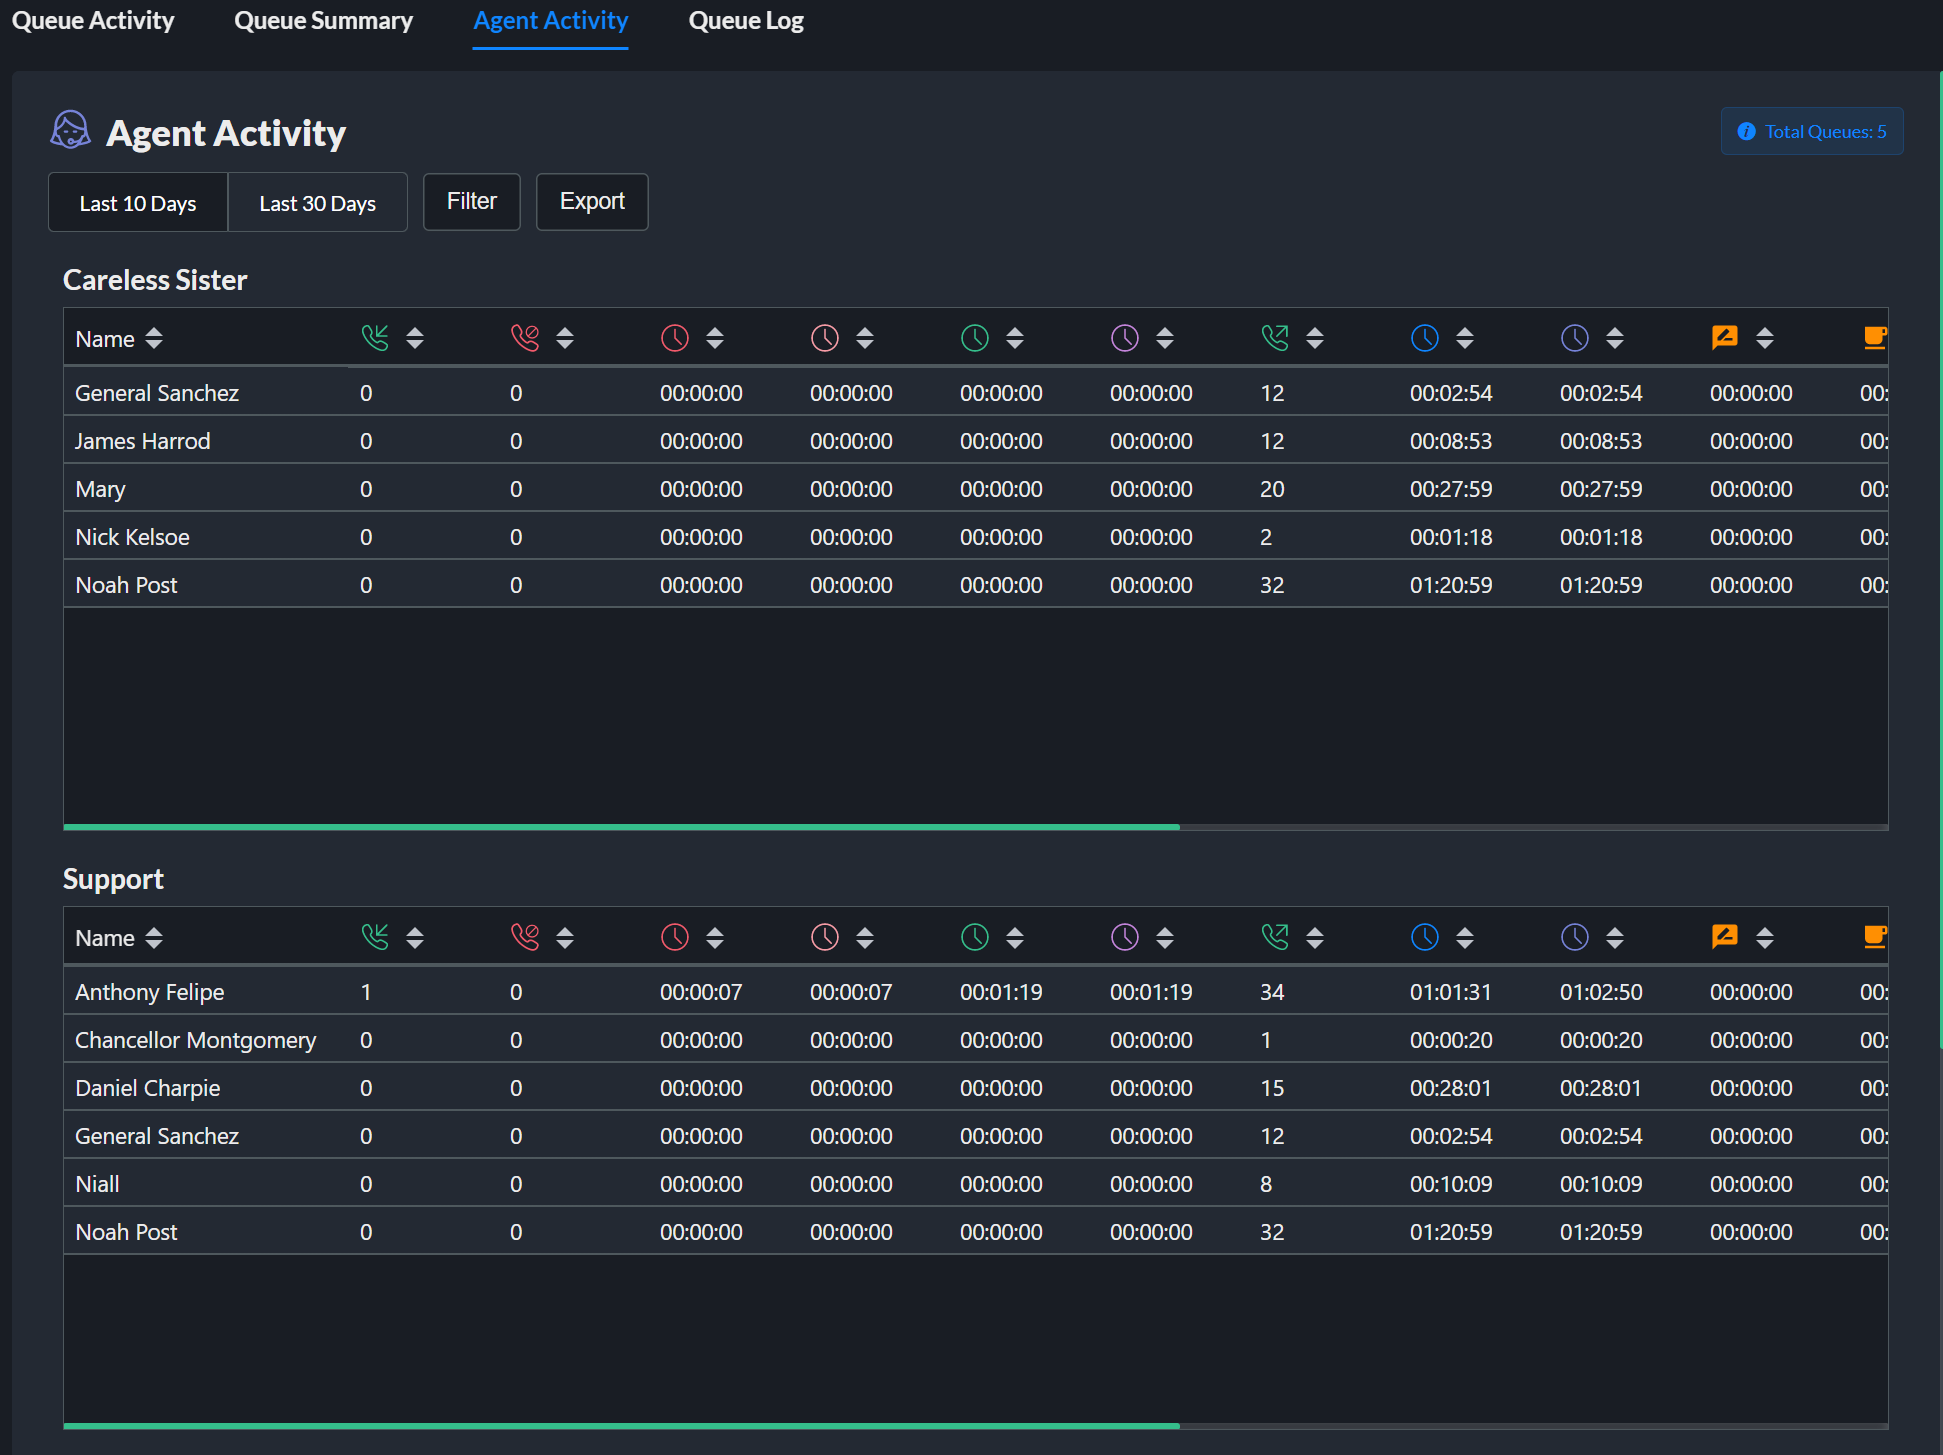 Queue Activity Queue Summary Agent Activity Queue Log
Agent Activity
Total Queues: 5
Last 10 Days Last 30 Days Filter Export
Careless Sister
Name
General Sanchez 0 0 00:00:00 00:00:00 00:00:00 00:00:00 12 00:02:54 00:02:54 00:00:00 00:
James Harrod 0 0 00:00:00 00:00:00 00:00:00 00:00:00 12 00:08:53 00:08:53 00:00:00 00:
Mary 0 0 00:00:00 00:00:00 00:00:00 00:00:00 20 00:27:59 00:27:59 00:00:00 00:
Nick Kelsoe 0 0 00:00:00 00:00:00 00:00:00 00:00:00 2 00:01:18 00:01:18 00:00:00 00:
Noah Post 0 0 00:00:00 00:00:00 00:00:00 00:00:00 32 01:20:59 01:20:59 00:00:00 00:
Support
Name
Anthony Felipe 1 0 00:00:07 00:00:07 00:01:19 00:01:19 34 01:01:31 01:02:50 00:00:00 00:
Chancellor Montgomery 0 0 00:00:00 00:00:00 00:00:00 00:00:00 1 00:00:20 00:00:20 00:00:00 00:
Daniel Charpie 0 0 00:00:00 00:00:00 00:00:00 00:00:00 15 00:28:01 00:28:01 00:00:00 00:
General Sanchez 0 0 00:00:00 00:00:00 00:00:00 00:00:00 12 00:02:54 00:02:54 00:00:00 00:
Niall 0 0 00:00:00 00:00:00 00:00:00 00:00:00 8 00:10:09 00:10:09 00:00:00 00:
Noah Post 0 0 00:00:00 00:00:00 00:00:00 00:00:00 32 01:20:59 01:20:59 00:00:00 00: